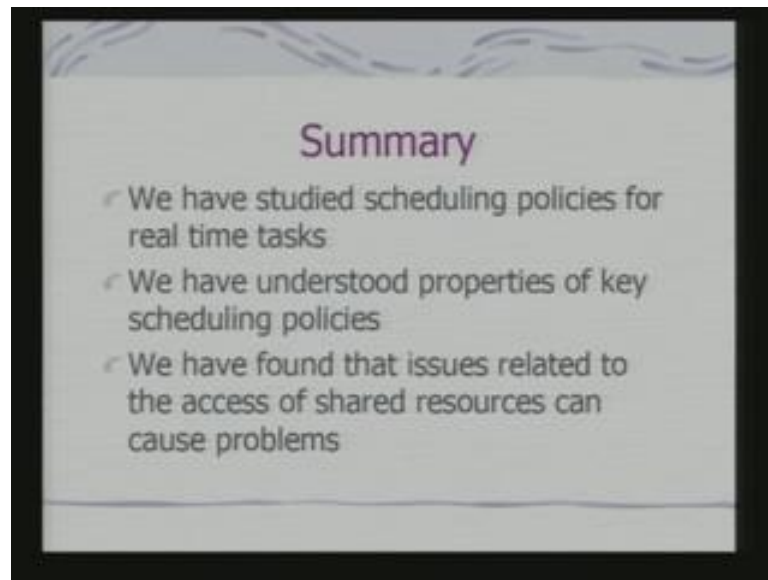 Summary
We have studied scheduling policies for
real time tasks
We have understood properties of key
scheduling policies
We have found that issues related to
the access of shared resources can
cause problems